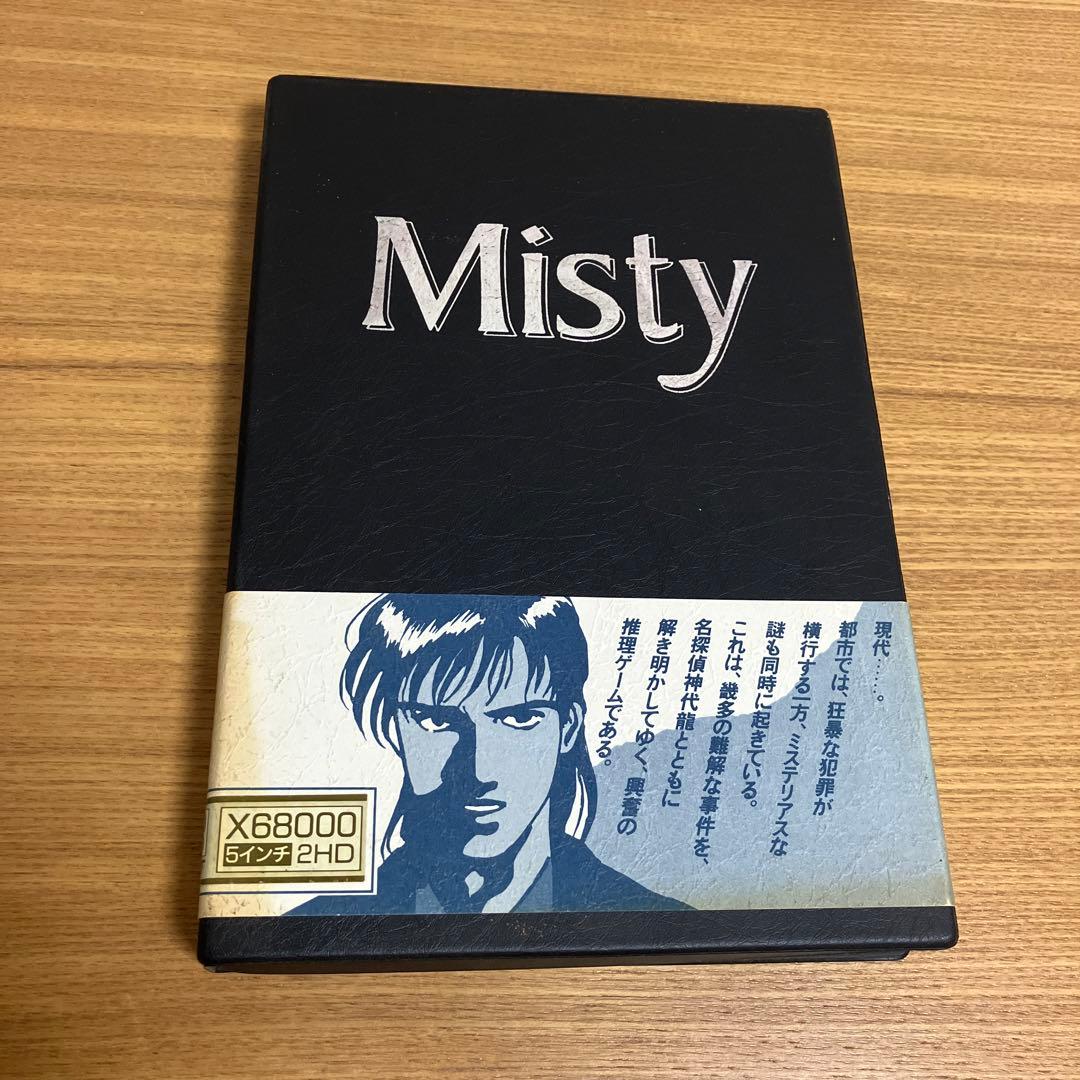 Misty
現代……。
都市では、狂暴な犯罪が
横行する一方、ミステリアスな
謎も同時に起きている。
これは、幾多の難解な事件を、
名探偵神代龍とともに
解き明かしてゆく、興奮の
推理ゲームである。
X68000
5インチ 2HD